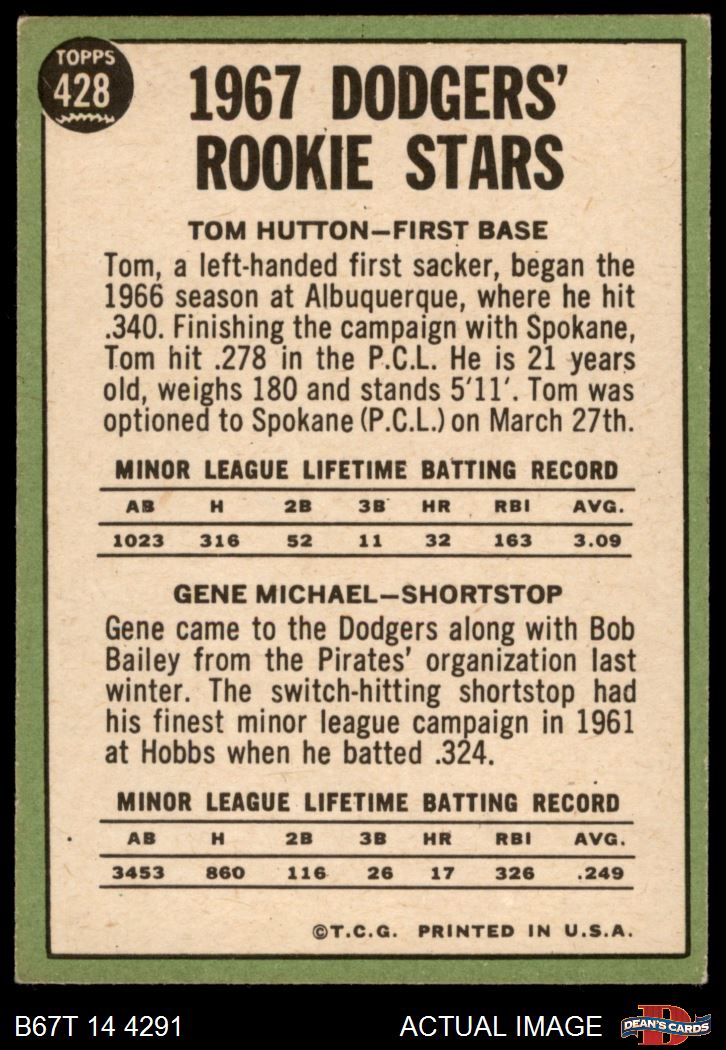 TOPPS
428
1967 DODGERS'
ROOKIE STARS
TOM HUTTON—FIRST BASE
Tom, a left-handed first sacker, began the
1966 season at Albuquerque, where he hit
.340. Finishing the campaign with Spokane,
Tom hit .278 in the P.C.L. He is 21 years
old, weighs 180 and stands 5'11'. Tom was
optioned to Spokane (P.C.L.) on March 27th.
MINOR LEAGUE LIFETIME BATTING RECORD
AB H 2B 3B HR RBI AVG.
1023 316 52 11 32 163 3.09
GENE MICHAEL—SHORTSTOP
Gene came to the Dodgers along with Bob
Bailey from the Pirates' organization last
winter. The switch-hitting shortstop had
his finest minor league campaign in 1961
at Hobbs when he batted .324.
MINOR LEAGUE LIFETIME BATTING RECORD
AB H 2B 3B HR RBI AVG.
3453 860 116 26 17 326 .249
©T.C.G. PRINTED IN U.S.A.
B67T 14 4291 ACTUAL IMAGE D DEAN'S CARDS